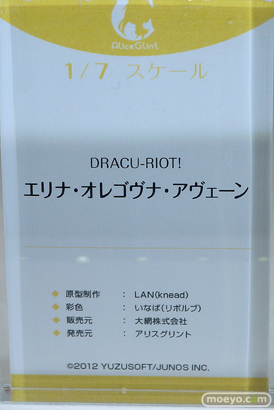 AliceGlint
1/7 スケール
DRACU-RIOT!
エリナ・オレゴヴナ・アヴェーン
◆ 原型制作 : LAN(knead)
◆ 彩色 : いなば(リボルブ)
◆ 販売元 : 大網株式会社
◆ 発売元 : アリスグリント
©2012 YUZUSOFT/JUNOS INC.
moeyo.com